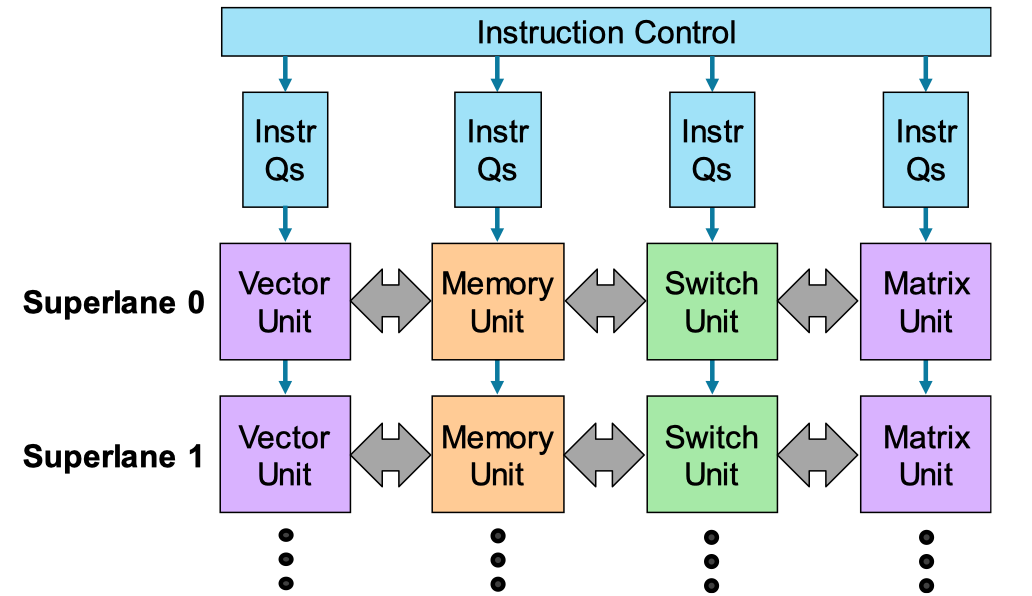 Instruction Control
Instr
Qs
Instr
Qs
Instr
Qs
Instr
Qs
Superlane 0
Vector
Unit
Memory
Unit
Switch
Unit
Matrix
Unit
Superlane 1
Vector
Unit
Memory
Unit
Switch
Unit
Matrix
Unit